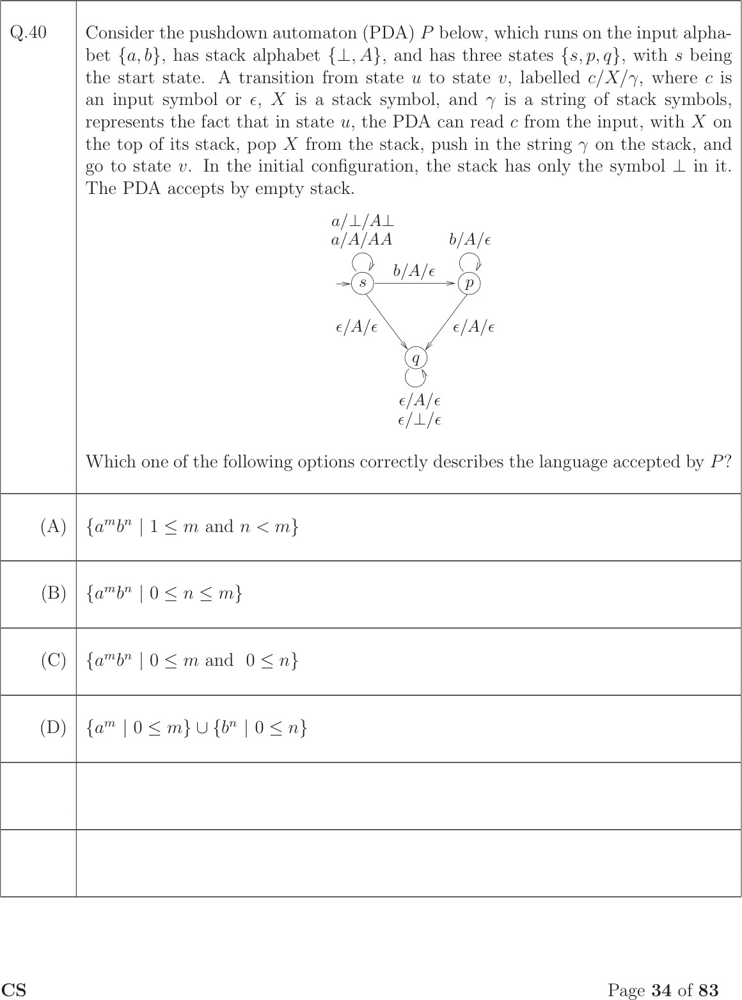 Q.40 Consider the pushdown automaton (PDA) P below, which runs on the input alpha-
bet {a, b}, has stack alphabet {⊥, A}, and has three states {s, p, q}, with s being
the start state. A transition from state u to state v, labelled c/X/γ, where c is
an input symbol or ϵ, X is a stack symbol, and γ is a string of stack symbols,
represents the fact that in state u, the PDA can read c from the input, with X on
the top of its stack, pop X from the stack, push in the string γ on the stack, and
go to state v. In the initial configuration, the stack has only the symbol ⊥ in it.
The PDA accepts by empty stack.
a/⊥/A⊥
a/A/AA b/A/ϵ
b/A/ϵ
s p
ϵ/A/ϵ ϵ/A/ϵ
q
ϵ/A/ϵ
ϵ/⊥/ϵ
Which one of the following options correctly describes the language accepted by P?
(A) {aᵐbⁿ | 1 ≤ m and n < m}
(B) {aᵐbⁿ | 0 ≤ n ≤ m}
(C) {aᵐbⁿ | 0 ≤ m and 0 ≤ n}
(D) {aᵐ | 0 ≤ m} ∪ {bⁿ | 0 ≤ n}
CS Page 34 of 83